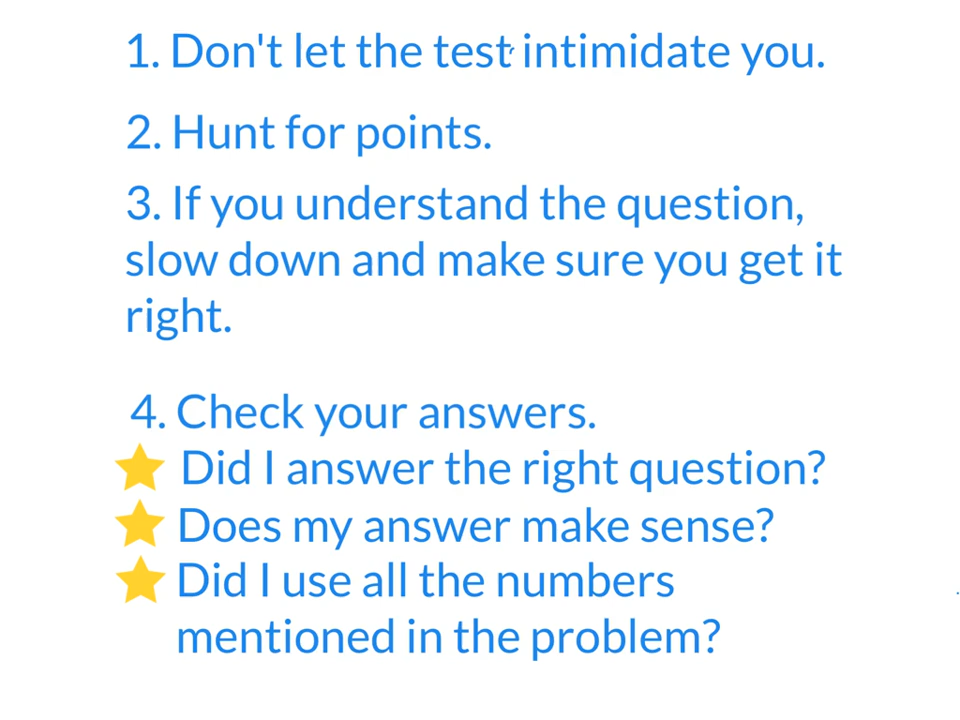 1. Don't let the test intimidate you.
2. Hunt for points.
3. If you understand the question,
slow down and make sure you get it
right.
4. Check your answers.
Did I answer the right question?
Does my answer make sense?
Did I use all the numbers
mentioned in the problem?